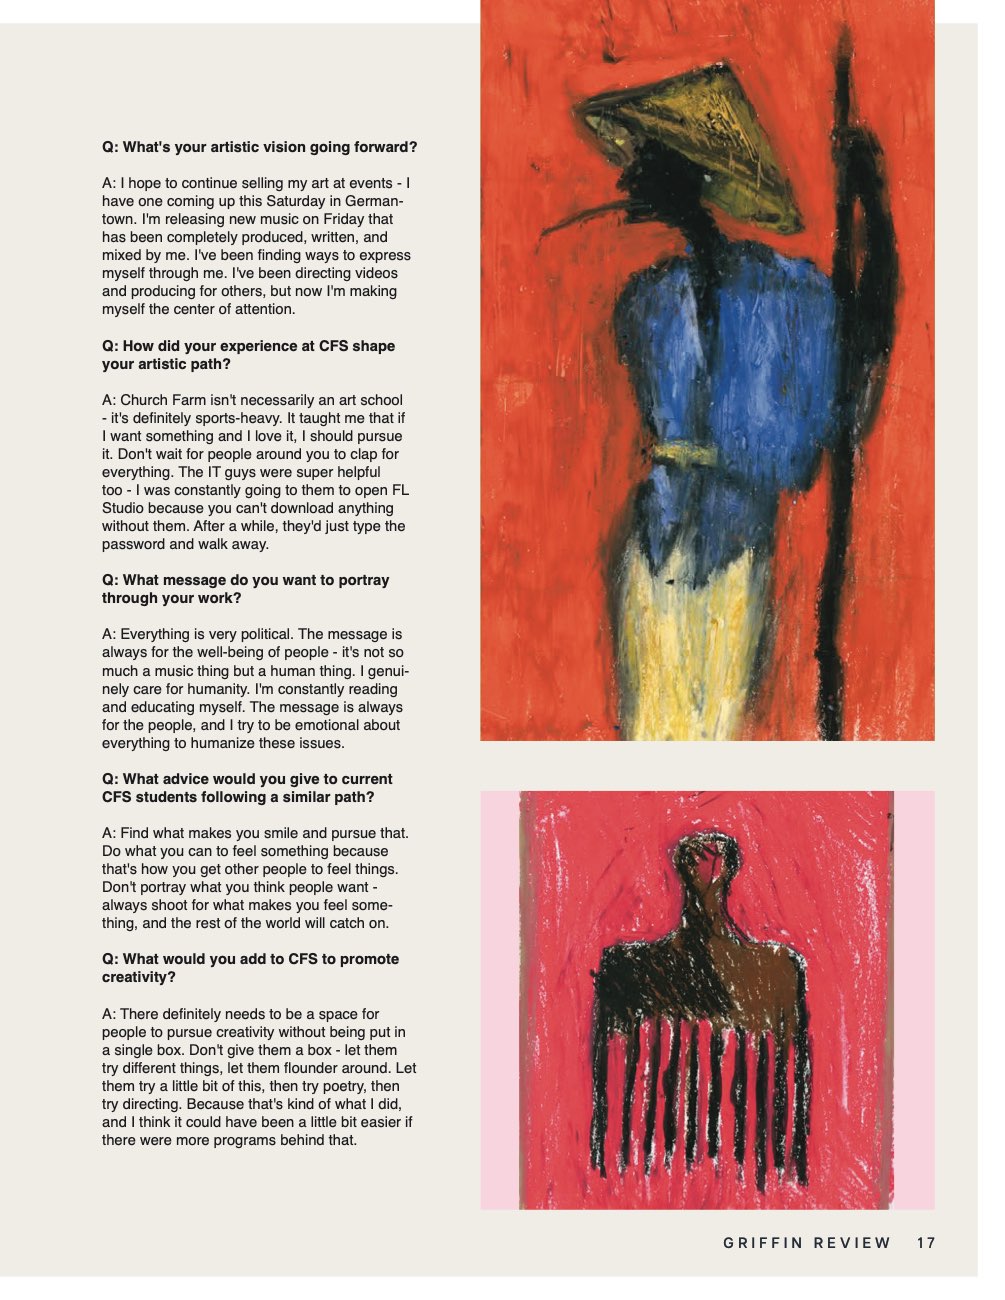 Q: What's your artistic vision going forward?
A: I hope to continue selling my art at events - I
have one coming up this Saturday in German-
town. I'm releasing new music on Friday that
has been completely produced, written, and
mixed by me. I've been finding ways to express
myself through me. I've been directing videos
and producing for others, but now I'm making
myself the center of attention.
Q: How did your experience at CFS shape
your artistic path?
A: Church Farm isn't necessarily an art school
- it's definitely sports-heavy. It taught me that if
I want something and I love it, I should pursue
it. Don't wait for people around you to clap for
everything. The IT guys were super helpful
too - I was constantly going to them to open FL
Studio because you can't download anything
without them. After a while, they'd just type the
password and walk away.
Q: What message do you want to portray
through your work?
A: Everything is very political. The message is
always for the well-being of people - it's not so
much a music thing but a human thing. I genui-
nely care for humanity. I'm constantly reading
and educating myself. The message is always
for the people, and I try to be emotional about
everything to humanize these issues.
Q: What advice would you give to current
CFS students following a similar path?
A: Find what makes you smile and pursue that.
Do what you can to feel something because
that's how you get other people to feel things.
Don't portray what you think people want -
always shoot for what makes you feel some-
thing, and the rest of the world will catch on.
Q: What would you add to CFS to promote
creativity?
A: There definitely needs to be a space for
people to pursue creativity without being put in
a single box. Don't give them a box - let them
try different things, let them flounder around. Let
them try a little bit of this, then try poetry, then
try directing. Because that's kind of what I did,
and I think it could have been a little bit easier if
there were more programs behind that.
GRIFFIN REVIEW 17